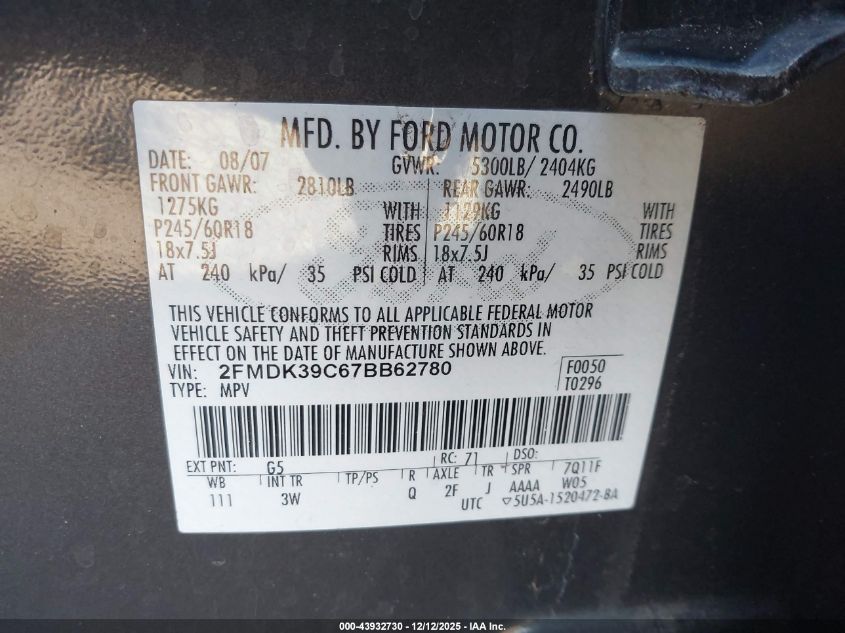 MFD. BY FORD MOTOR CO.
DATE: 08/07 GVWR: 5300LB/ 2404KG
FRONT GAWR: 2810LB REAR GAWR: 2490LB
1275KG WITH 1129KG WITH
P245/60R18 TIRES P245/60R18 TIRES
18x7.5J RIMS 18x7.5J RIMS
AT 240 kPa/ 35 PSI COLD AT 240 kPa/ 35 PSI COLD
THIS VEHICLE CONFORMS TO ALL APPLICABLE FEDERAL MOTOR
VEHICLE SAFETY AND THEFT PREVENTION STANDARDS IN
EFFECT ON THE DATE OF MANUFACTURE SHOWN ABOVE.
VIN: 2FMDK39C67BB62780 F0050
TYPE: MPV T0296
EXT PNT: G5 RC: 71 DSO:
WB INT TR TP/PS R AXLE TR SPR 7Q11F
111 3W Q 2F J AAAA W05
UTC ▽5U5A-1520472-BA
000-43932730 - 12/12/2025 - IAA Inc.